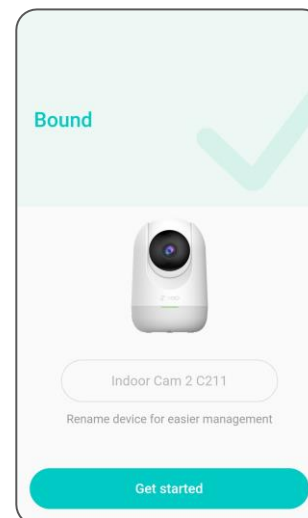 Bound
Indoor Cam 2 C211
Rename device for easier management
Get started